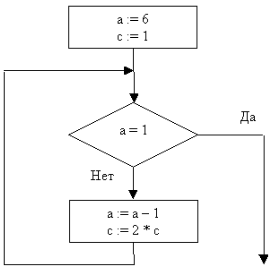 a := 6
c := 1
a = 1
Да
Нет
a := a – 1
c := 2 * c